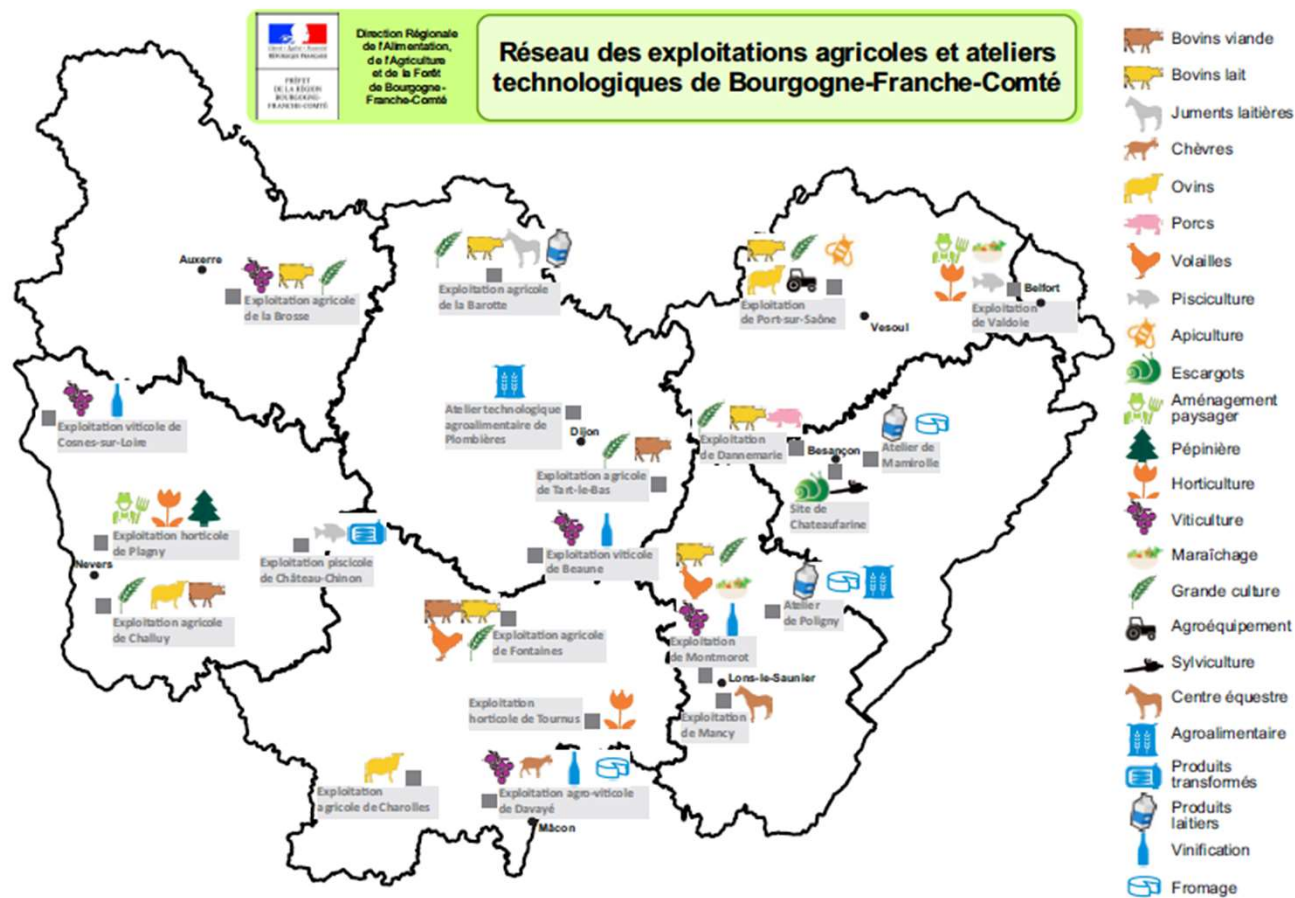 Liberté • Égalité • Fraternité
RÉPUBLIQUE FRANÇAISE
PRÉFET
DE LA RÉGION
BOURGOGNE-
FRANCHE-COMTÉ
Direction Régionale
de l'Alimentation,
de l'Agriculture
et de la Forêt
de Bourgogne-
Franche-Comté
Réseau des exploitations agricoles et ateliers
technologiques de Bourgogne-Franche-Comté
Auxerre
Exploitation agricole
de la Brosse
Exploitation agricole
de la Barotte
Exploitation
de Port-sur-Saône
Vesoul
Belfort
Exploitation
de Valdoie
Exploitation viticole de
Cosnes-sur-Loire
Atelier technologique
agroalimentaire de
Plombières
Dijon
Exploitation agricole
de Tart-le-Bas
Exploitation
de Dannemarie
Besançon
Atelier de
Mamirolle
Site de
Chateaufarine
Exploitation horticole
de Plagny
Nevers
Exploitation piscicole
de Château-Chinon
Exploitation viticole
de Beaune
Exploitation agricole
de Challuy
Exploitation agricole
de Fontaines
Atelier
de Poligny
Exploitation
de Montmorot
Lons-le-Saunier
Exploitation
de Mancy
Exploitation
horticole de Tournus
Exploitation
agricole de Charolles
Exploitation agro-viticole
de Davayé
Mâcon
Bovins viande
Bovins lait
Juments laitières
Chèvres
Ovins
Porcs
Volailles
Pisciculture
Apiculture
Escargots
Aménagement
paysager
Pépinière
Horticulture
Viticulture
Maraîchage
Grande culture
Agroéquipement
Sylviculture
Centre équestre
Agroalimentaire
Produits
transformés
Produits
laitiers
Vinification
Fromage